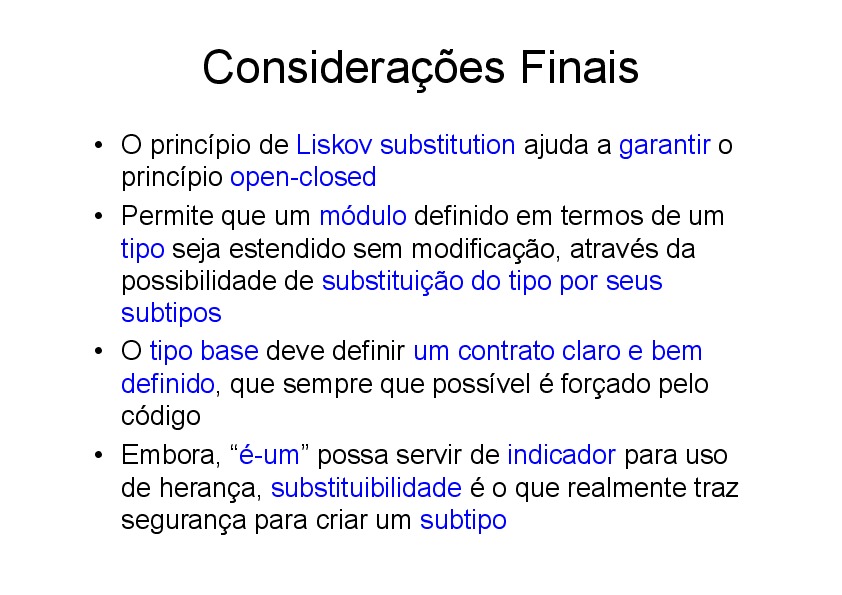 Considerações Finais
• O princípio de Liskov substitution ajuda a garantir o
princípio open-closed
• Permite que um módulo definido em termos de um
tipo seja estendido sem modificação, através da
possibilidade de substituição do tipo por seus
subtipos
• O tipo base deve definir um contrato claro e bem
definido, que sempre que possível é forçado pelo
código
• Embora, “é-um” possa servir de indicador para uso
de herança, substituibilidade é o que realmente traz
segurança para criar um subtipo